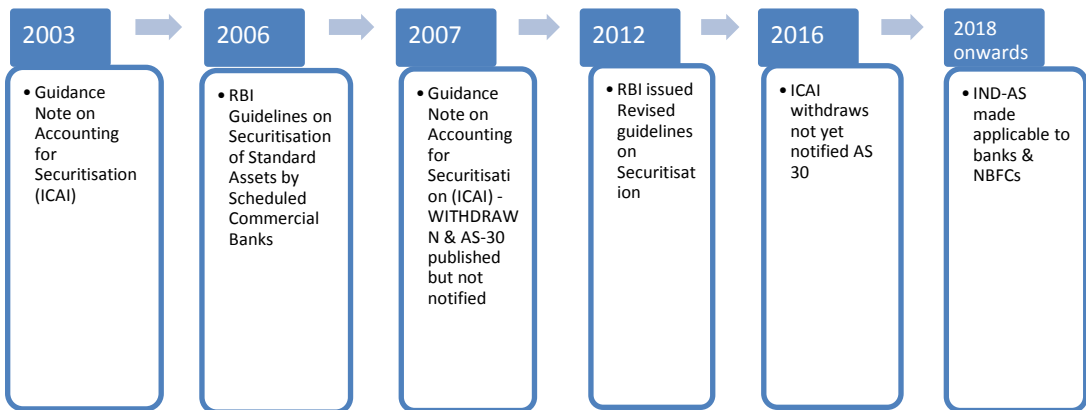 2003
• Guidance
Note on
Accounting
for
Securitisation
(ICAI)
2006
• RBI
Guidelines on
Securitisation
of Standard
Assets by
Scheduled
Commercial
Banks
2007
• Guidance
Note on
Accounting
for
Securitisati
on (ICAI) -
WITHDRAW
N & AS-30
published
but not
notified
2012
• RBI issued
Revised
guidelines
on
Securitisat
ion
2016
• ICAI
withdraws
not yet
notified AS
30
2018
onwards
• IND-AS
made
applicable to
banks &
NBFCs